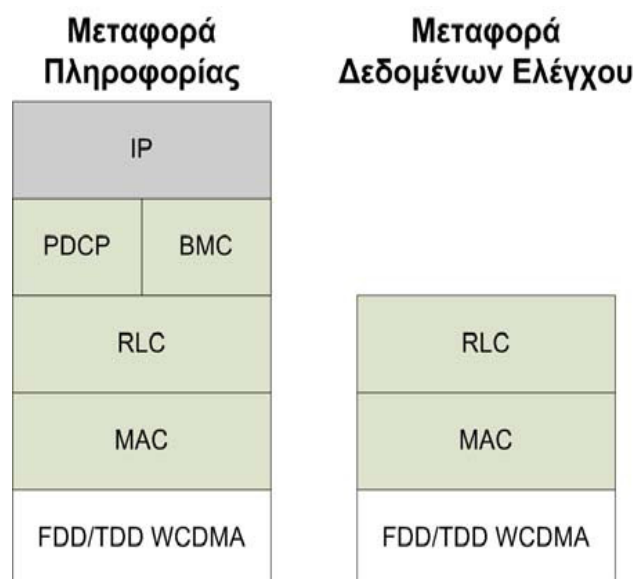 Μεταφορά
Πληροφορίας
IP
PDCP BMC
RLC
MAC
FDD/TDD WCDMA
Μεταφορά
Δεδομένων Ελέγχου
RLC
MAC
FDD/TDD WCDMA